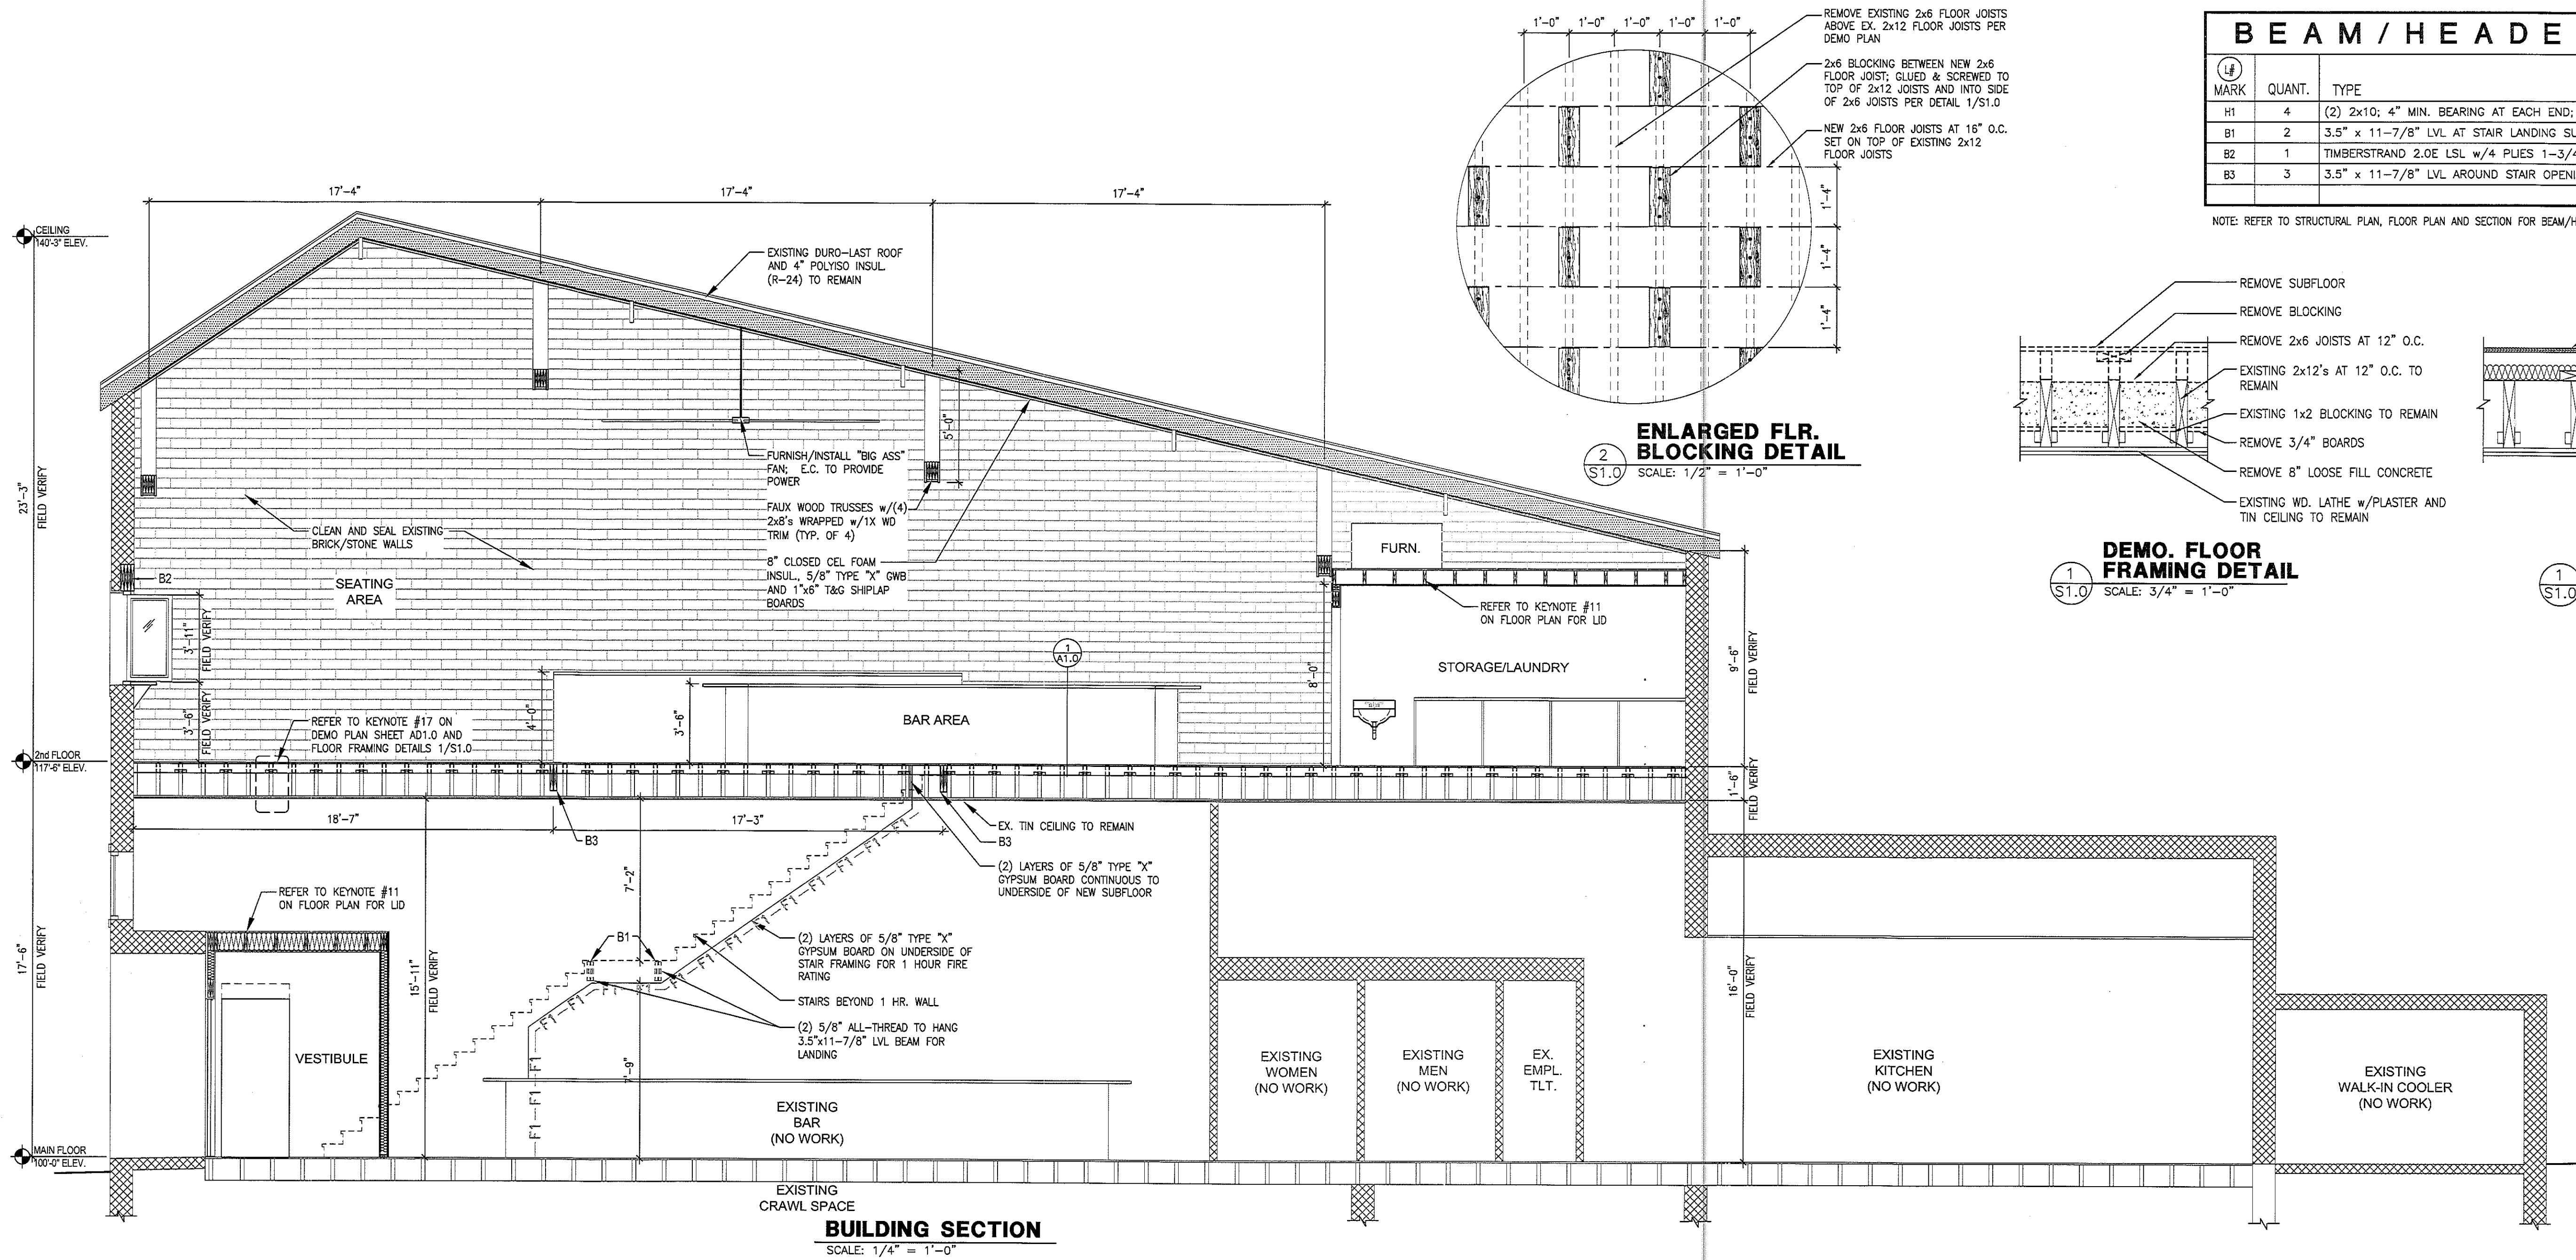 1'-0"
1'-0"
1'-0"
1'-0"
1'-0"
REMOVE EXISTING 2x6 FLOOR JOISTS
ABOVE EX. 2x12 FLOOR JOISTS PER
DEMO PLAN
2x6 BLOCKING BETWEEN NEW 2x6
FLOOR JOIST; GLUED & SCREWED TO
TOP OF 2x12 JOISTS AND INTO SIDE
OF 2x6 JOISTS PER DETAIL 1/S1.0
NEW 2x6 FLOOR JOISTS AT 16" O.C.
SET ON TOP OF EXISTING 2x12
FLOOR JOISTS
1'-4"
1'-4"
1'-4"
2
S1.0
ENLARGED FLR.
BLOCKING DETAIL
SCALE: 1/2" = 1'-0"
BEAM/HEADE
L#
MARK QUANT. TYPE
H1 4 (2) 2x10; 4" MIN. BEARING AT EACH END;
B1 2 3.5" x 11-7/8" LVL AT STAIR LANDING SU
B2 1 TIMBERSTRAND 2.0E LSL w/4 PLIES 1-3/4
B3 3 3.5" x 11-7/8" LVL AROUND STAIR OPENI
NOTE: REFER TO STRUCTURAL PLAN, FLOOR PLAN AND SECTION FOR BEAM/H
REMOVE SUBFLOOR
REMOVE BLOCKING
REMOVE 2x6 JOISTS AT 12" O.C.
EXISTING 2x12's AT 12" O.C. TO
REMAIN
EXISTING 1x2 BLOCKING TO REMAIN
REMOVE 3/4" BOARDS
REMOVE 8" LOOSE FILL CONCRETE
EXISTING WD. LATHE w/PLASTER AND
TIN CEILING TO REMAIN
1
S1.0
DEMO. FLOOR
FRAMING DETAIL
SCALE: 3/4" = 1'-0"
1
S1.0
17'-4"
17'-4"
17'-4"
CEILING
140'-3" ELEV.
EXISTING DURO-LAST ROOF
AND 4" POLYISO INSUL.
(R-24) TO REMAIN
5'-0"
FURNISH/INSTALL "BIG ASS"
FAN; E.C. TO PROVIDE
POWER
FAUX WOOD TRUSSES w/(4)
2x8's WRAPPED w/1X WD
TRIM (TYP. OF 4)
8" CLOSED CEL FOAM
INSUL., 5/8" TYPE "X" GWB
AND 1"x6" T&G SHIPLAP
BOARDS
23'-3"
FIELD VERIFY
CLEAN AND SEAL EXISTING
BRICK/STONE WALLS
B2
SEATING
AREA
3'-11"
FIELD VERIFY
3'-6"
FIELD VERIFY
FURN.
REFER TO KEYNOTE #11
ON FLOOR PLAN FOR LID
STORAGE/LAUNDRY
8'-0"
9'-6"
FIELD VERIFY
1
A1.0
REFER TO KEYNOTE #17 ON
DEMO PLAN SHEET AD1.0 AND
FLOOR FRAMING DETAILS 1/S1.0
4'-0"
3'-6"
BAR AREA
2nd FLOOR
117'-6" ELEV.
1'-6"
FIELD VERIFY
18'-7"
17'-3"
B3
EX. TIN CEILING TO REMAIN
B3
(2) LAYERS OF 5/8" TYPE "X"
GYPSUM BOARD CONTINUOUS TO
UNDERSIDE OF NEW SUBFLOOR
7'-2"
REFER TO KEYNOTE #11
ON FLOOR PLAN FOR LID
B1
(2) LAYERS OF 5/8" TYPE "X"
GYPSUM BOARD ON UNDERSIDE OF
STAIR FRAMING FOR 1 HOUR FIRE
RATING
STAIRS BEYOND 1 HR. WALL
(2) 5/8" ALL-THREAD TO HANG
3.5"x11-7/8" LVL BEAM FOR
LANDING
F1 F1 F1 F1 F1 F1 F1 F1
F1 F1 F1
F1
F1 F1
F1 F1
17'-6"
FIELD VERIFY
15'-11"
FIELD VERIFY
7'-9"
16'-0"
FIELD VERIFY
VESTIBULE
EXISTING
BAR
(NO WORK)
EXISTING
WOMEN
(NO WORK)
EXISTING
MEN
(NO WORK)
EX.
EMPL.
TLT.
EXISTING
KITCHEN
(NO WORK)
EXISTING
WALK-IN COOLER
(NO WORK)
MAIN FLOOR
100'-0" ELEV.
EXISTING
CRAWL SPACE
BUILDING SECTION
SCALE: 1/4" = 1'-0"